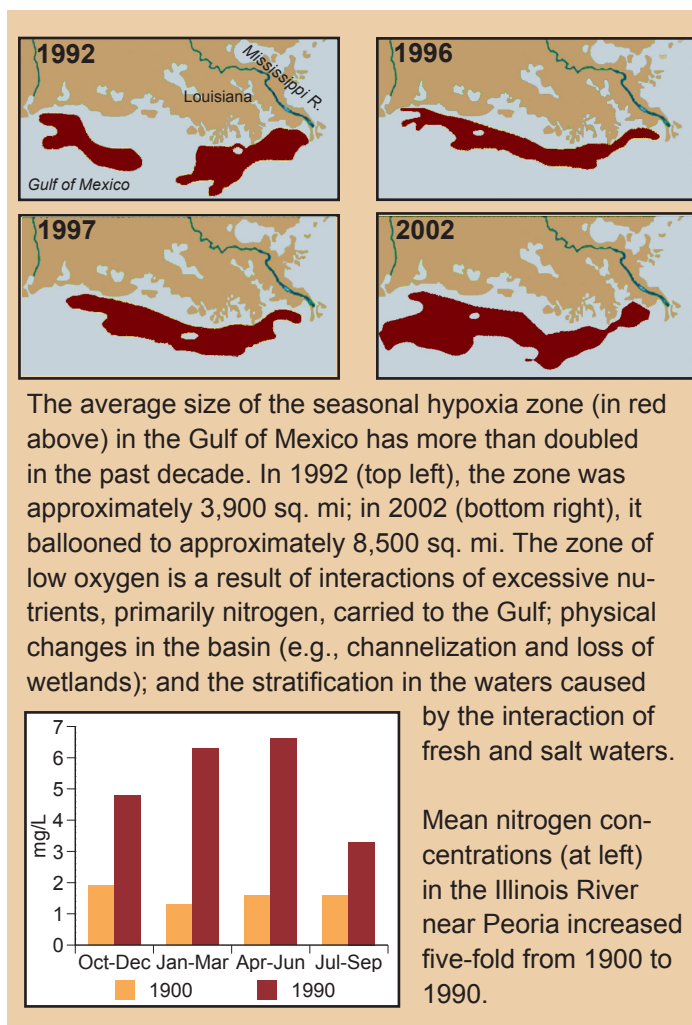 1992
Mississippi R.
Louisiana
Gulf of Mexico
1996
1997
2002
The average size of the seasonal hypoxia zone (in red
above) in the Gulf of Mexico has more than doubled
in the past decade. In 1992 (top left), the zone was
approximately 3,900 sq. mi; in 2002 (bottom right), it
ballooned to approximately 8,500 sq. mi. The zone of
low oxygen is a result of interactions of excessive nu-
trients, primarily nitrogen, carried to the Gulf; physical
changes in the basin (e.g., channelization and loss of
wetlands); and the stratification in the waters caused
by the interaction of
fresh and salt waters.
Mean nitrogen con-
centrations (at left)
in the Illinois River
near Peoria increased
five-fold from 1900 to
1990.
mg/L
7
6
5
4
3
2
1
0
Oct-Dec Jan-Mar Apr-Jun Jul-Sep
1900 1990